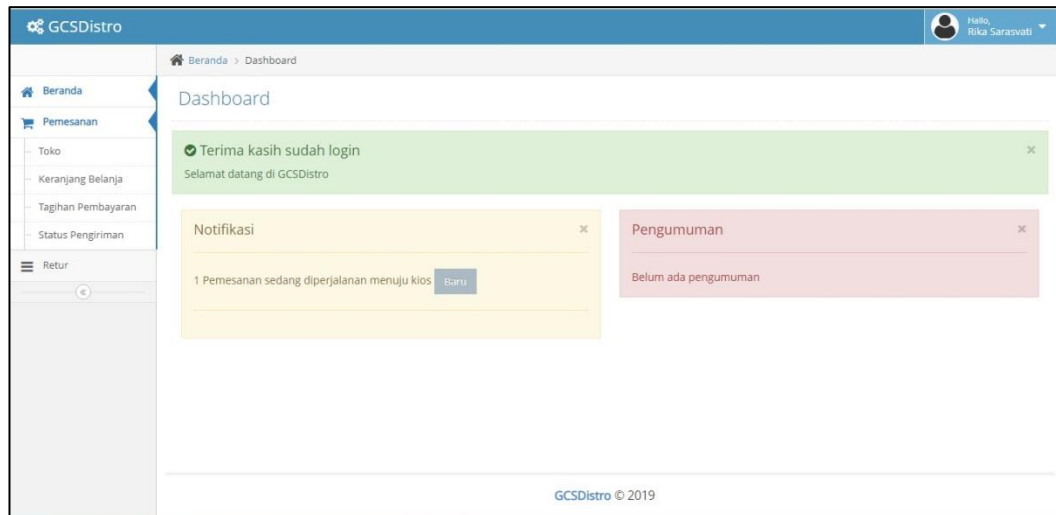 GCSDistro
Hallo,
Rika Sarasvati
Beranda > Dashboard
Beranda
Pemesanan
Toko
Keranjang Belanja
Tagihan Pembayaran
Status Pengiriman
Retur
Dashboard
Terima kasih sudah login
Selamat datang di GCSDistro
Notifikasi
1 Pemesanan sedang diperjalanan menuju kios Baru
Pengumuman
Belum ada pengumuman
GCSDistro © 2019